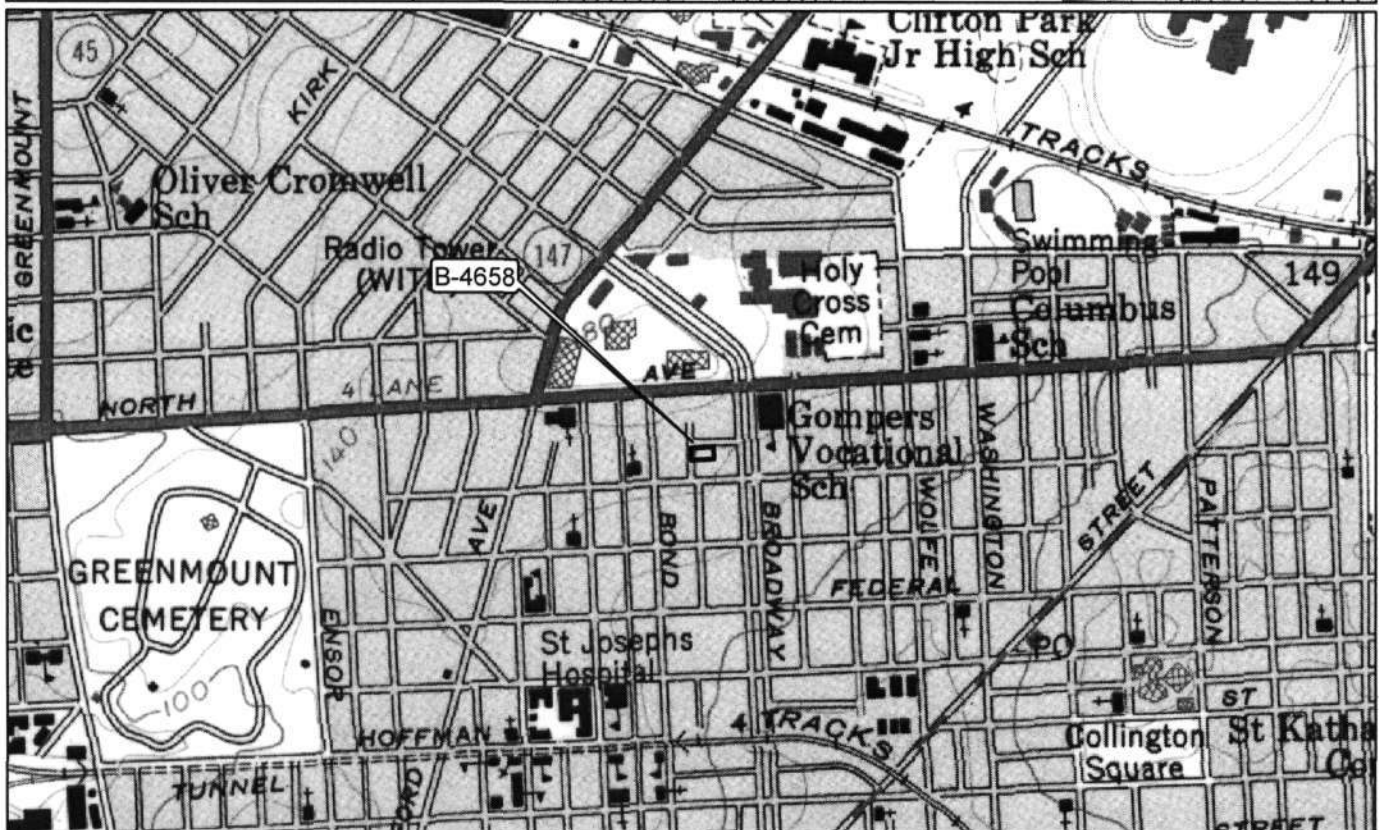 Clifton Park
Jr High Sch
45
KIRK
GREENMOUNT
TRACKS
Oliver Cromwell
Sch
Radio Tower
(WIT
147
B-4658
Holy
Cross
Cem
Swimming
Pool
149
Columbus
Sch
80
AVE
4 LANE
NORTH
140
Gompers
Vocational
Sch
WASHINGTON
WOLFE
STREET
PATTERSON
AVE
BOND
BROADWAY
FEDERAL
GREENMOUNT
CEMETERY
ENSOR
St Josephs
Hospital
PO
100
HOFFMAN
4 TRACKS
ST
Collington
Square
St Katha
TUNNEL
ORD
STREET